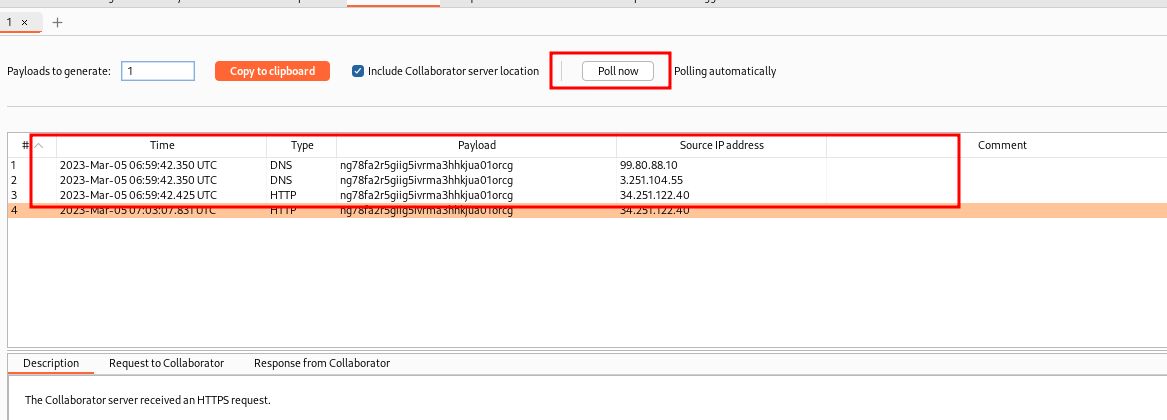 1 × +
Payloads to generate: 1 Copy to clipboard Include Collaborator server location Poll now Polling automatically
# Time Type Payload Source IP address Comment
1 2023-Mar-05 06:59:42.350 UTC DNS ng78fa2r5giig5ivrma3hhkjua01orcg 99.80.88.10
2 2023-Mar-05 06:59:42.350 UTC DNS ng78fa2r5giig5ivrma3hhkjua01orcg 3.251.104.55
3 2023-Mar-05 06:59:42.425 UTC HTTP ng78fa2r5giig5ivrma3hhkjua01orcg 34.251.122.40
4 2023-Mar-05 07:03:07.831 UTC HTTP ng78fa2r5giig5ivrma3hhkjua01orcg 34.251.122.40
Description Request to Collaborator Response from Collaborator
The Collaborator server received an HTTPS request.